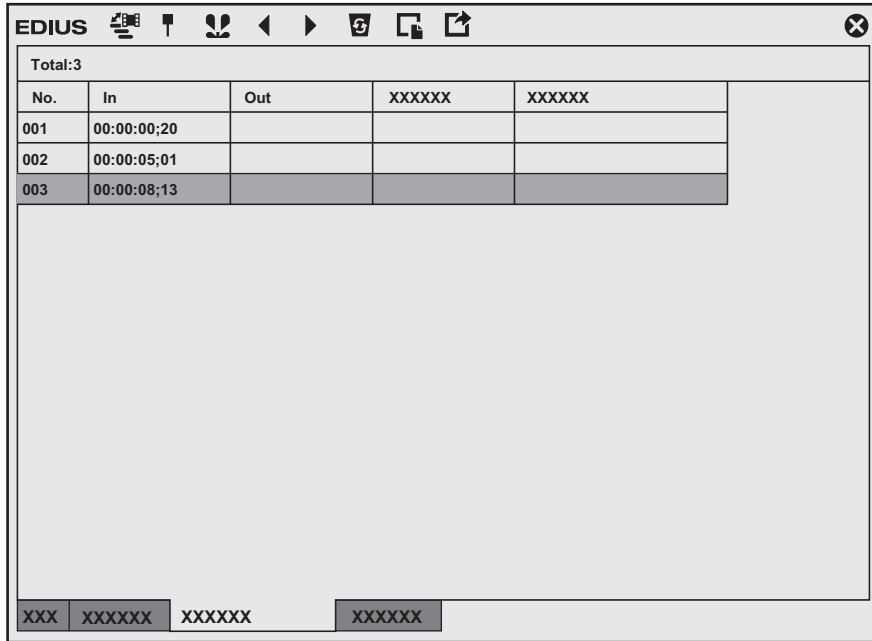 EDIUS
Total:3
No. In Out XXXXXX XXXXXX
001 00:00:00;20
002 00:00:05;01
003 00:00:08;13
XXX XXXXXX XXXXXX XXXXXX